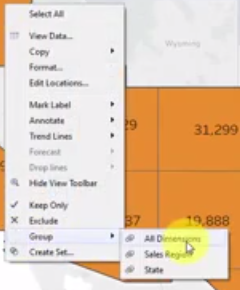 Select All
View Data...
Copy
Format...
Edit Locations...
Mark Label
Annotate
Trend Lines
Forecast
Drop lines
Hide View Toolbar
Keep Only
Exclude
Group
Create Set...
Wyoming
29
31,299
37
19,888
All Dimensions
Sales Region
State